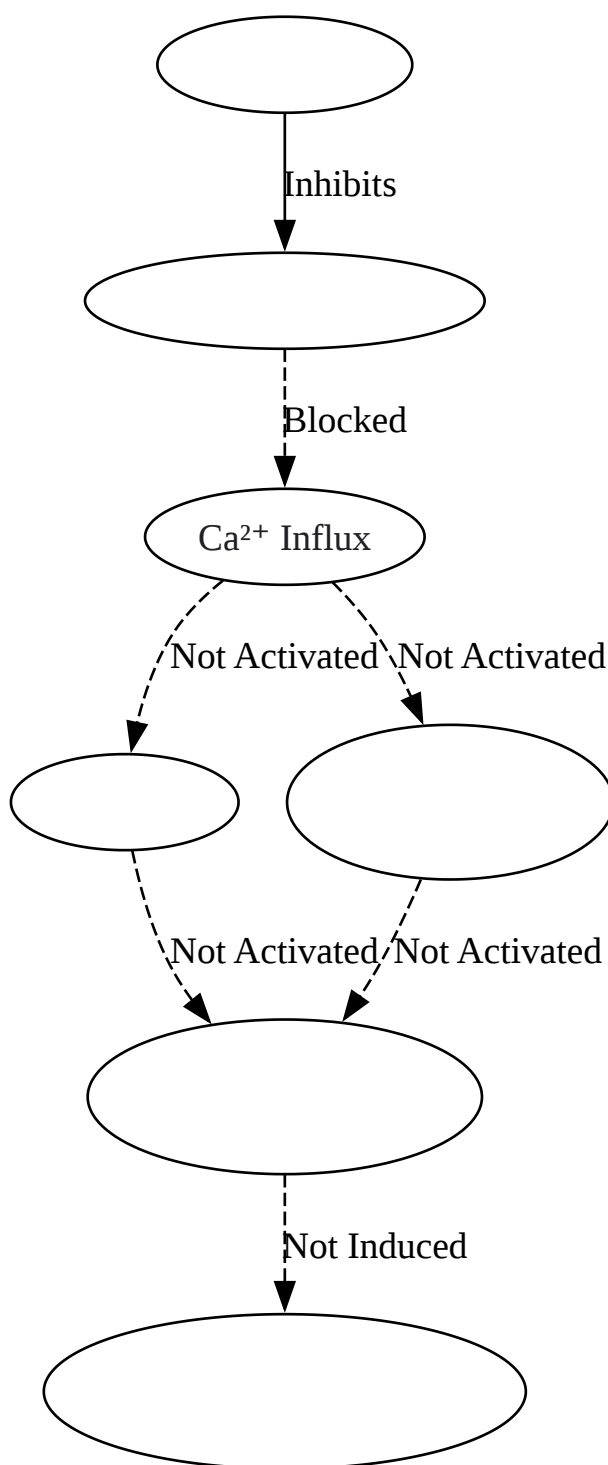 Inhibits
Blocked
Ca²⁺ Influx
Not Activated
Not Activated
Not Activated
Not Activated
Not Induced